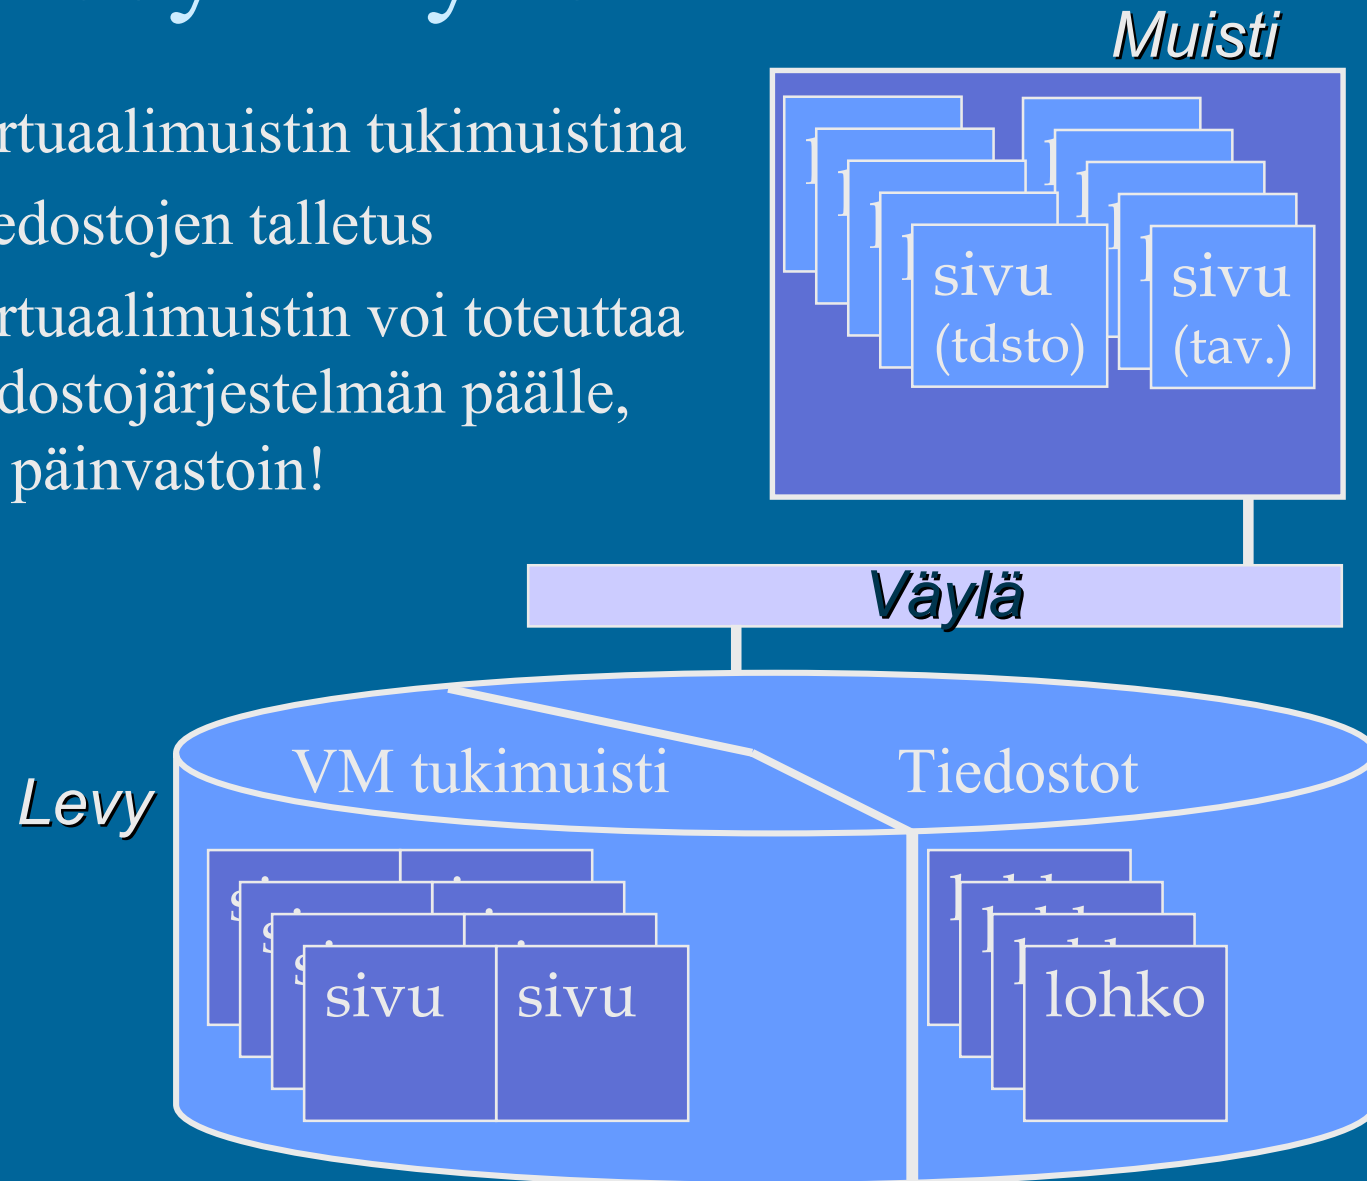 Muisti
rtuaalimuistin tukimuistina
edostojen talletus
rtuaalimuistin voi toteuttaa
dostojärjestelmän päälle,
päinvastoin!
sivu
(tdsto)
sivu
(tav.)
Väylä
VM tukimuisti
Tiedostot
Levy
sivu
sivu
lohko